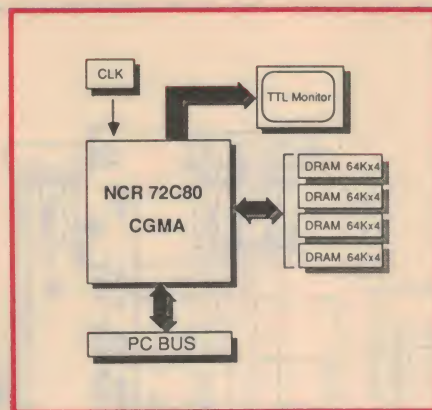 CLK
TTL Monitor
NCR 72C80
CGMA
DRAM 64Kx4
DRAM 64Kx4
DRAM 64Kx4
DRAM 64Kx4
PC BUS